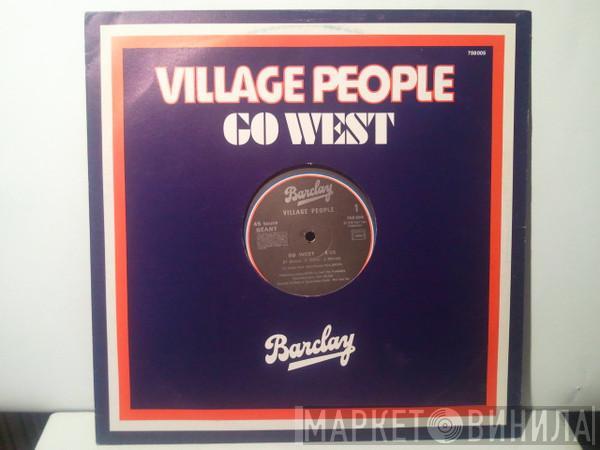 758005
VILLAGE PEOPLE
GO WEST
Barclay
VILLAGE PEOPLE
45 tours
GEANT
1
GO WEST
Barclay
МАРКЕТ ВИНИЛА